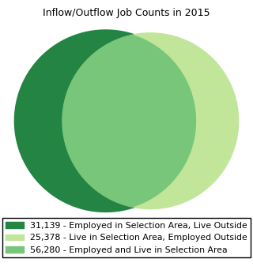 Inflow/Outflow Job Counts in 2015
31,139 - Employed in Selection Area, Live Outside
25,378 - Live in Selection Area, Employed Outside
56,280 - Employed and Live in Selection Area